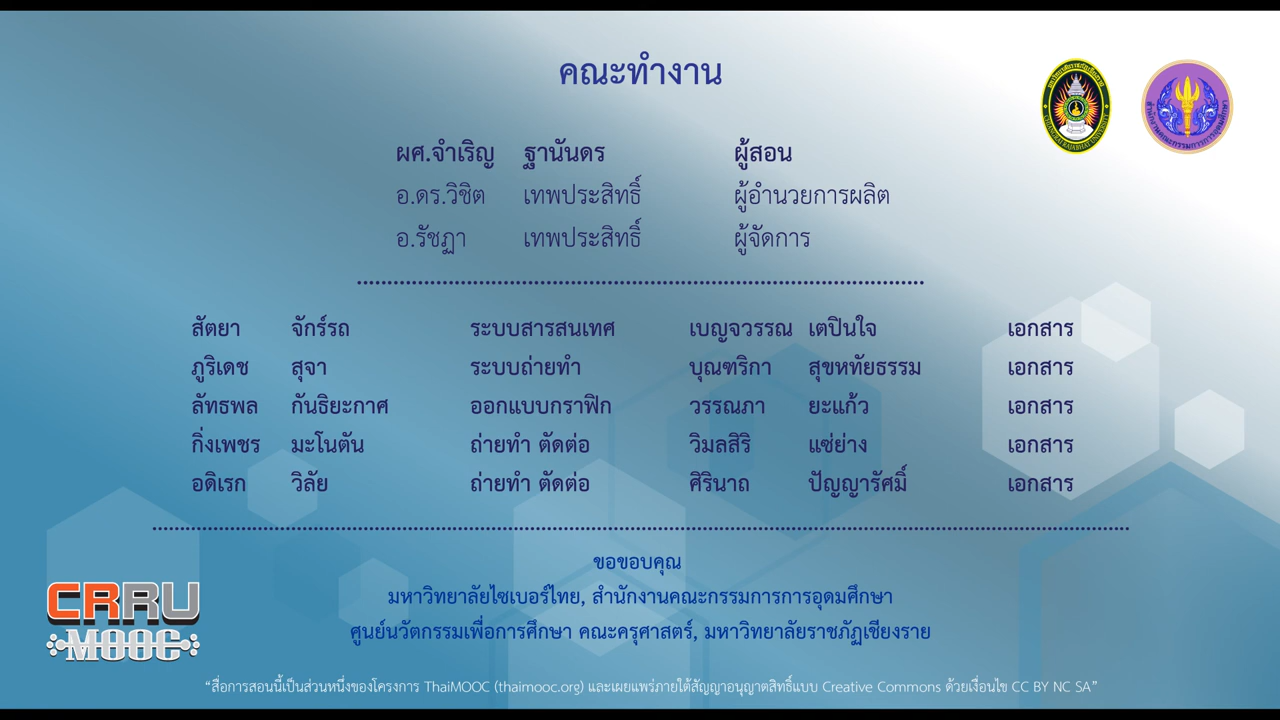 คณะทำงาน
ผศ.จำเริญ ฐานันดร ผู้สอน
อ.ดร.วิชิต เทพประสิทธิ์ ผู้อำนวยการผลิต
อ.รัชฏา เทพประสิทธิ์ ผู้จัดการ
สัตยา จักร์รถ ระบบสารสนเทศ เบญจวรรณ เตปินใจ เอกสาร
ภูริเดช สุจา ระบบถ่ายทำ บุณฑริกา สุขหทัยธรรม เอกสาร
ลัทธพล กันธิยะกาศ ออกแบบกราฟิก วรรณภา ยะแก้ว เอกสาร
กิ่งเพชร มะโนตัน ถ่ายทำ ตัดต่อ วิมลสิริ แซ่ย่าง เอกสาร
อดิเรก วิลัย ถ่ายทำ ตัดต่อ ศิรินาถ ปัญญารัศมิ์ เอกสาร
ขอขอบคุณ
มหาวิทยาลัยไซเบอร์ไทย, สำนักงานคณะกรรมการการอุดมศึกษา
ศูนย์นวัตกรรมเพื่อการศึกษา คณะครุศาสตร์, มหาวิทยาลัยราชภัฏเชียงราย
CRRU
MOOC
“สื่อการสอนนี้เป็นส่วนหนึ่งของโครงการ ThaiMOOC (thaimooc.org) และเผยแพร่ภายใต้สัญญาอนุญาตสิทธิ์แบบ Creative Commons ด้วยเงื่อนไข CC BY NC SA”